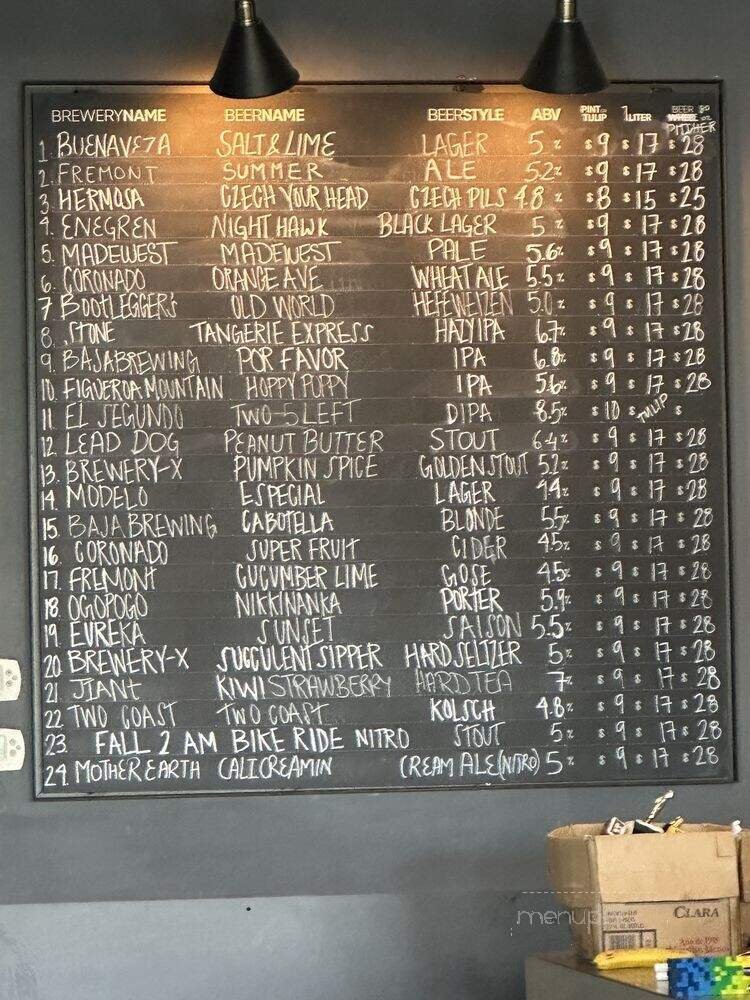 BREWERYNAME BEERNAME BEERSTYLE ABV PINT OR TULIP 1LITER BEER WHEEL PITCHER
1. BUENAVEZA SALT & LIME LAGER 5% $9 $17 $28
2. FREMONT SUMMER ALE 5.2% $9 $17 $28
3. HERMOSA CZECH YOUR HEAD CZECH PILS 4.8% $8 $15 $25
4. ENEGREN NIGHT HAWK BLACK LAGER 5% $9 $17 $28
5. MADEWEST MADEWEST PALE 5.6% $9 $17 $28
6. CORONADO ORANGE AVE WHEAT ALE 5.5% $9 $17 $28
7 BOOTLEGGERS OLD WORLD HEFEWEIZEN 5.0% $9 $17 $28
8. STONE TANGERIE EXPRESS HAZY IPA 6.7% $9 $17 $28
9. BAJABREWING POR FAVOR IPA 6.8% $9 $17 $28
10. FIGUEROA MOUNTAIN HOPPY POPPY IPA 5.6% $9 $17 $28
11 EL SEGUNDO TWO 5 LEFT DIPA 8.5% $10 $ TULIP $
12. LEAD DOG PEANUT BUTTER STOUT 6.4% $9 $17 $28
13. BREWERY-X PUMPKIN SPICE GOLDEN STOUT 5.2% $9 $17 $28
14 MODELO ESPECIAL LAGER 4.4% $9 $17 $28
15. BAJA BREWING CABOTELLA BLONDE 5.5% $9 $17 $28
16 CORONADO SUPER FRUIT CIDER 4.5% $9 $17 $28
17. FREMONT CUCUMBER LIME GOSE 4.5% $9 $17 $28
18 OGOPOGO NIKKINANKA PORTER 5.9% $9 $17 $28
19 EUREKA SUNSET SAISON 5.5% $9 $17 $28
20 BREWERY-X SUCCULENT SIPPER HARD SELTZER 5% $9 $17 $28
21 JIANT KIWI STRAWBERRY HARD TEA 7% $9 $17 $28
22 TWO COAST TWO COAST KOLSCH 4.8% $9 $17 $28
23. FALL 2 AM BIKE RIDE NITRO STOUT 5% $9 $17 $28
24. MOTHER EARTH CALICREAMIN CREAM ALE (NITRO) 5% $9 $17 $28
menup
CLARA